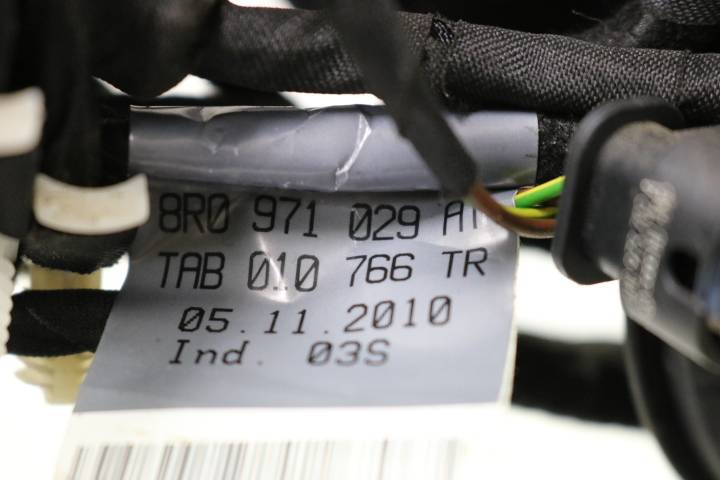 8R0 971 029
TAB 010 766 TR
05.11.2010
Ind. 03S